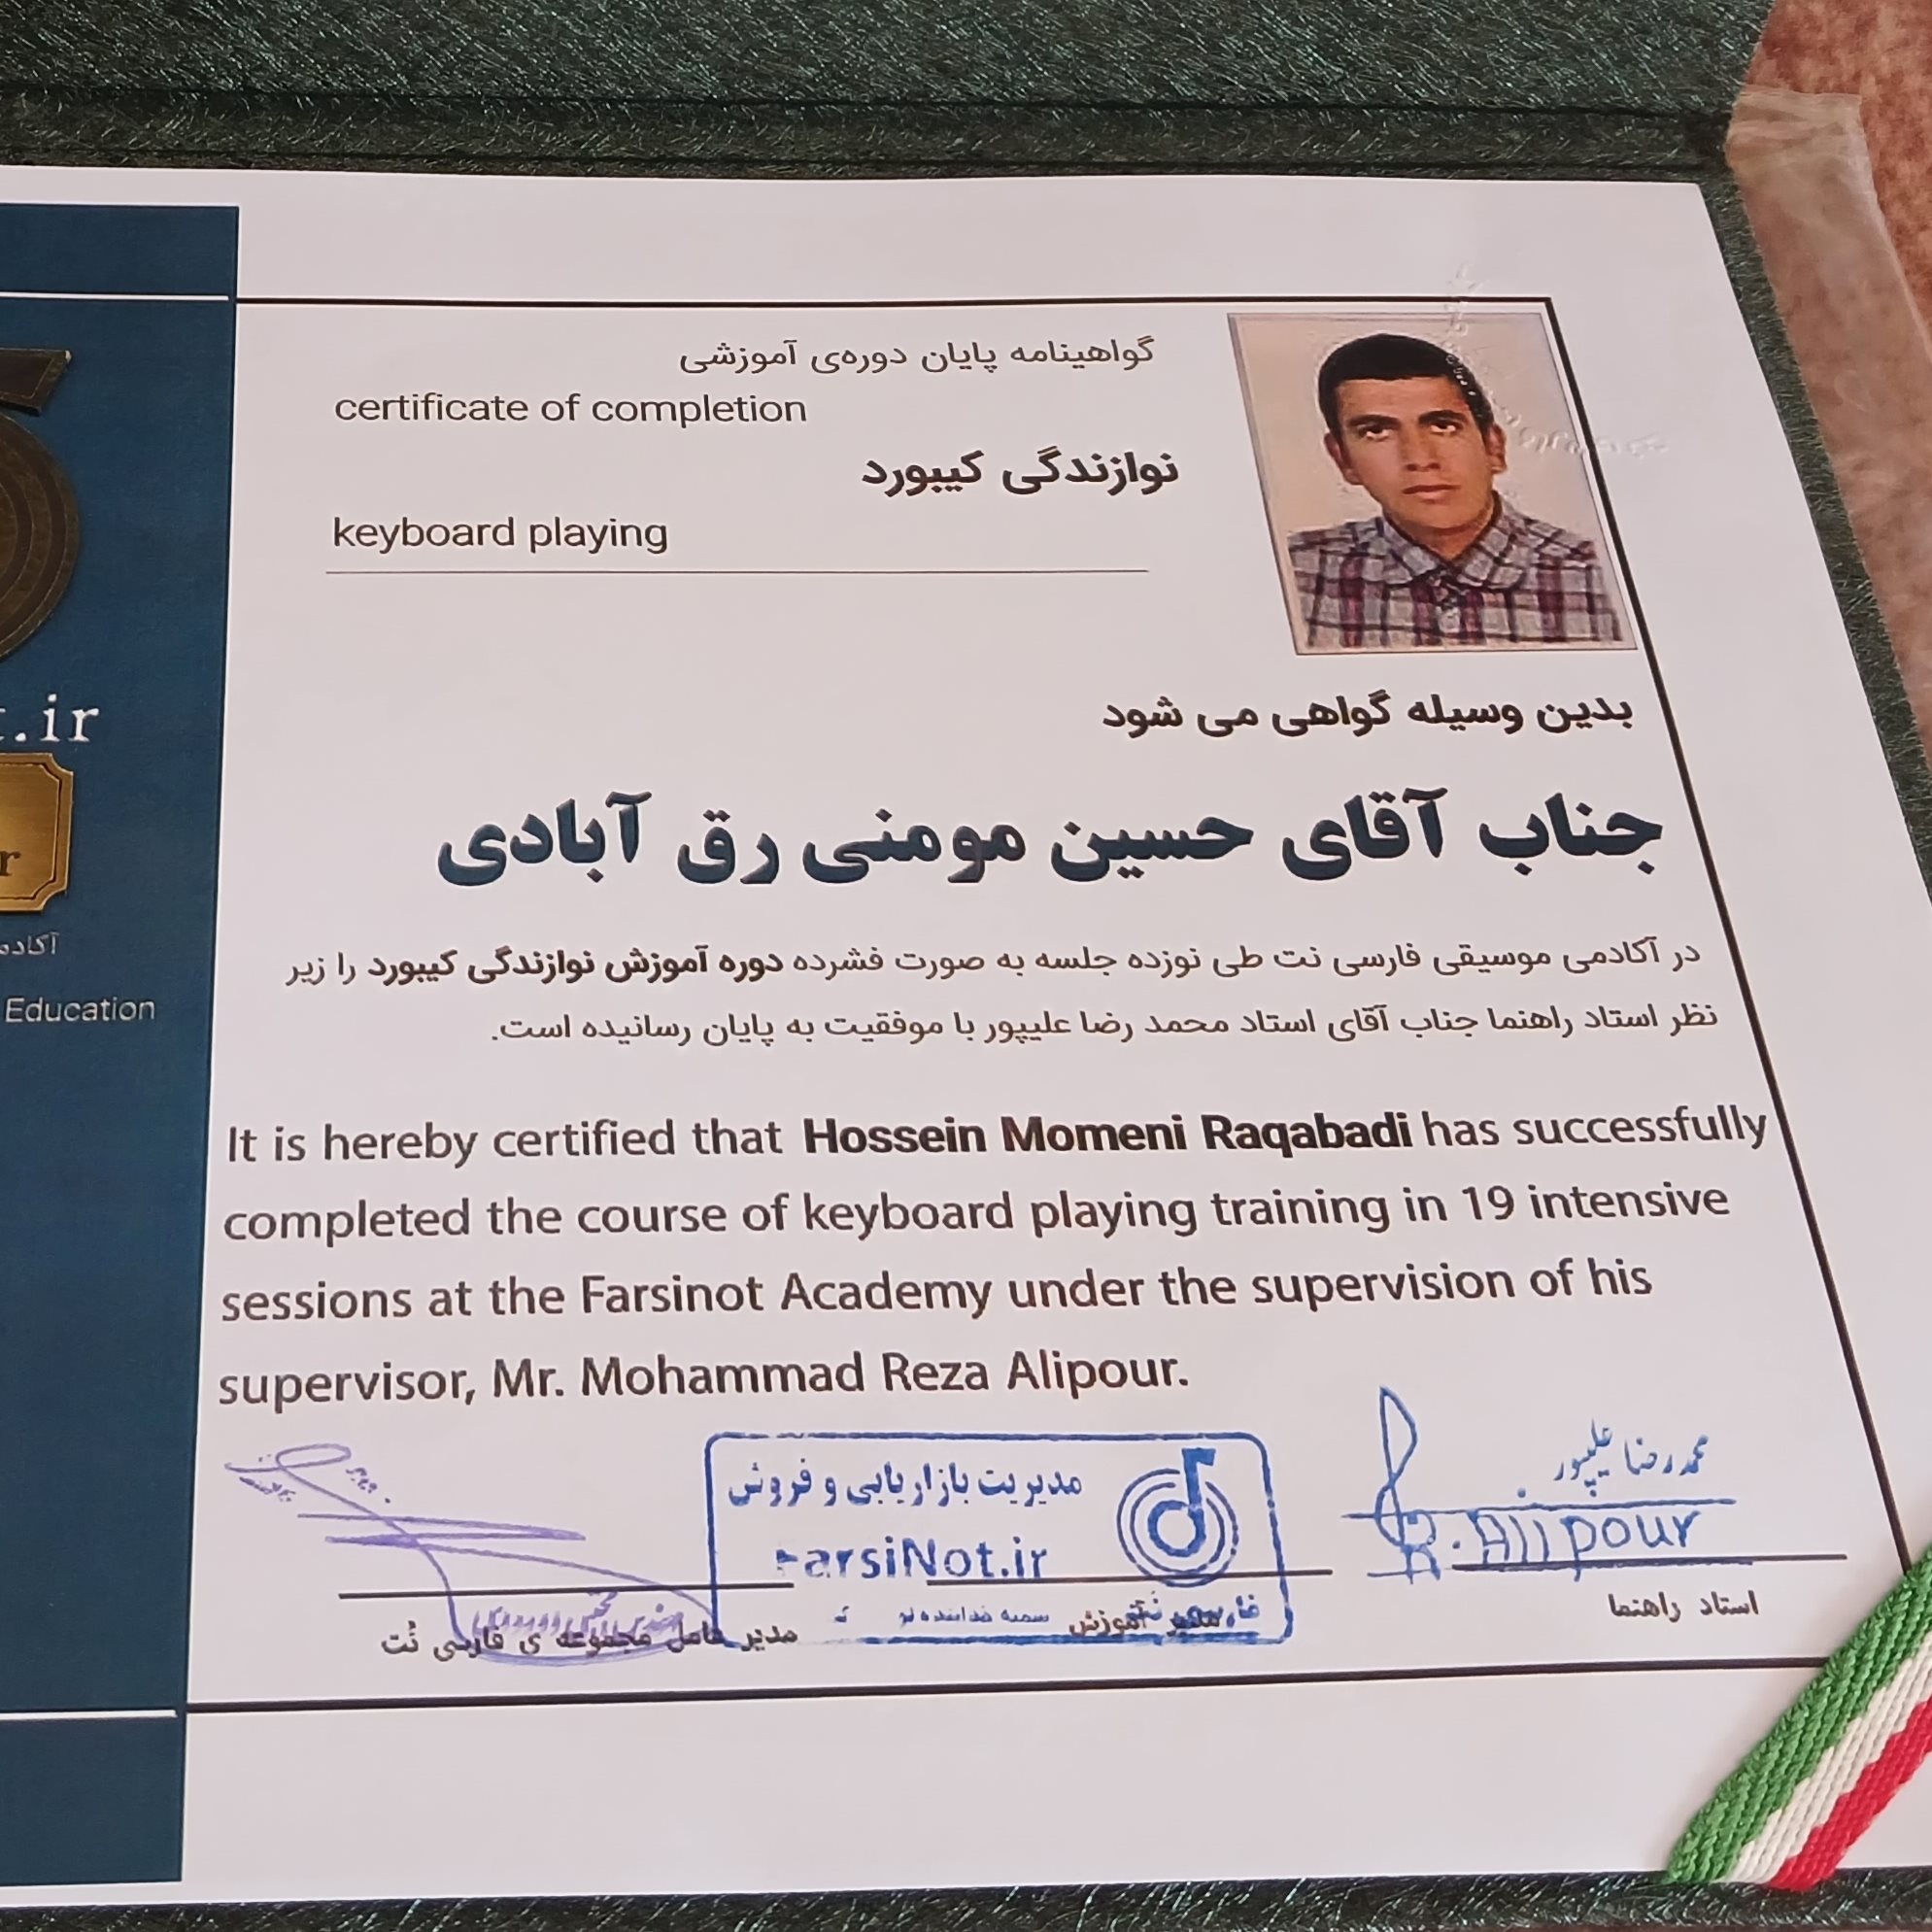 گواهینامه پایان دوره‌ی آموزشی
certificate of completion
نوازندگی کیبورد
keyboard playing
بدین وسیله گواهی می شود
جناب آقای حسین مومنی رق آبادی
در آکادمی موسیقی فارسی نت طی نوزده جلسه به صورت فشرده دوره آموزش نوازندگی کیبورد را زیر
نظر استاد راهنما جناب آقای استاد محمد رضا علیپور با موفقیت به پایان رسانیده است.
It is hereby certified that Hossein Momeni Raqabadi has successfully
completed the course of keyboard playing training in 19 intensive
sessions at the Farsinot Academy under the supervision of his
supervisor, Mr. Mohammad Reza Alipour.
محمد رضا علیپور
R. Alipour
استاد راهنما
مدیریت بازاریابی و فروش
FarsiNot.ir
آموزش
مدیر عامل مجموعه ی فارسی نُت
.ir
r
Education